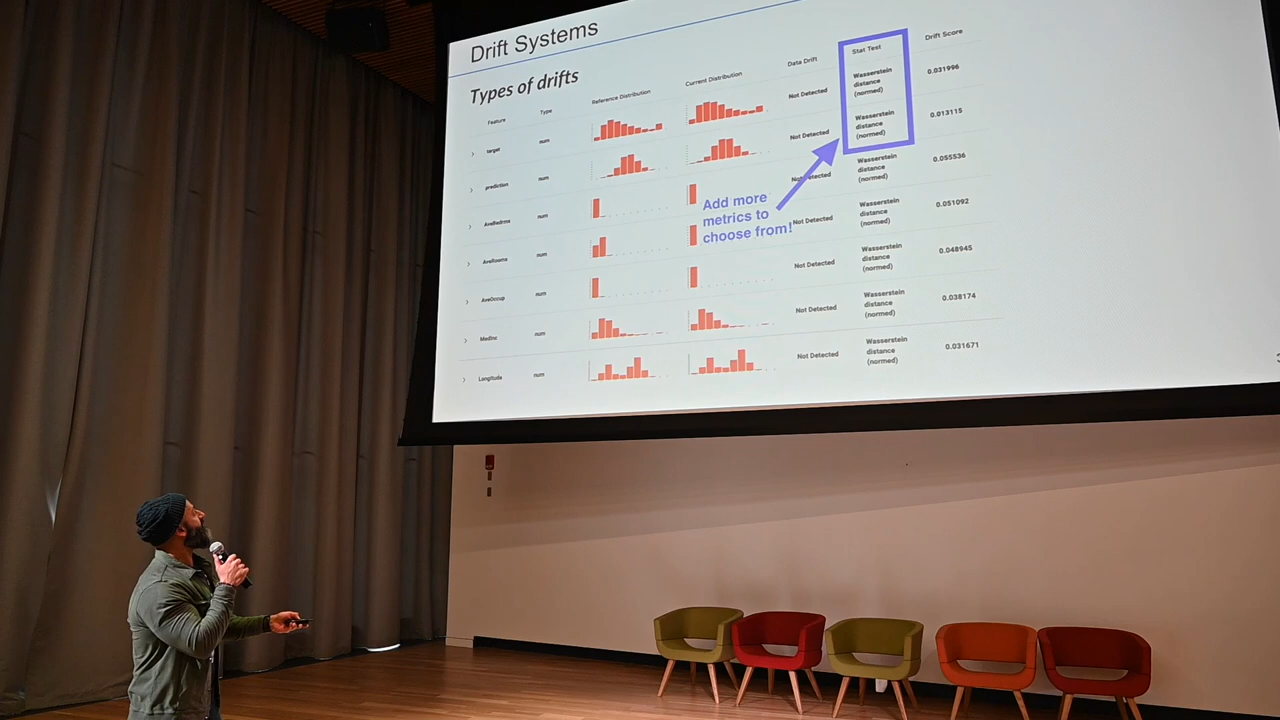 Drift Systems
Types of drifts
Feature Type Reference Distribution Current Distribution Data Drift Stat Test Drift Score
target num Not Detected Wasserstein distance (normed) 0.031996
prediction num Not Detected Wasserstein distance (normed) 0.013115
AveBedrms num Not Detected Wasserstein distance (normed) 0.055536
AveRooms num Not Detected Wasserstein distance (normed) 0.051092
AveOccup num Not Detected Wasserstein distance (normed) 0.048945
MedInc num Not Detected Wasserstein distance (normed) 0.038174
Longitude num Not Detected Wasserstein distance (normed) 0.031671
Add more
metrics to
choose from!